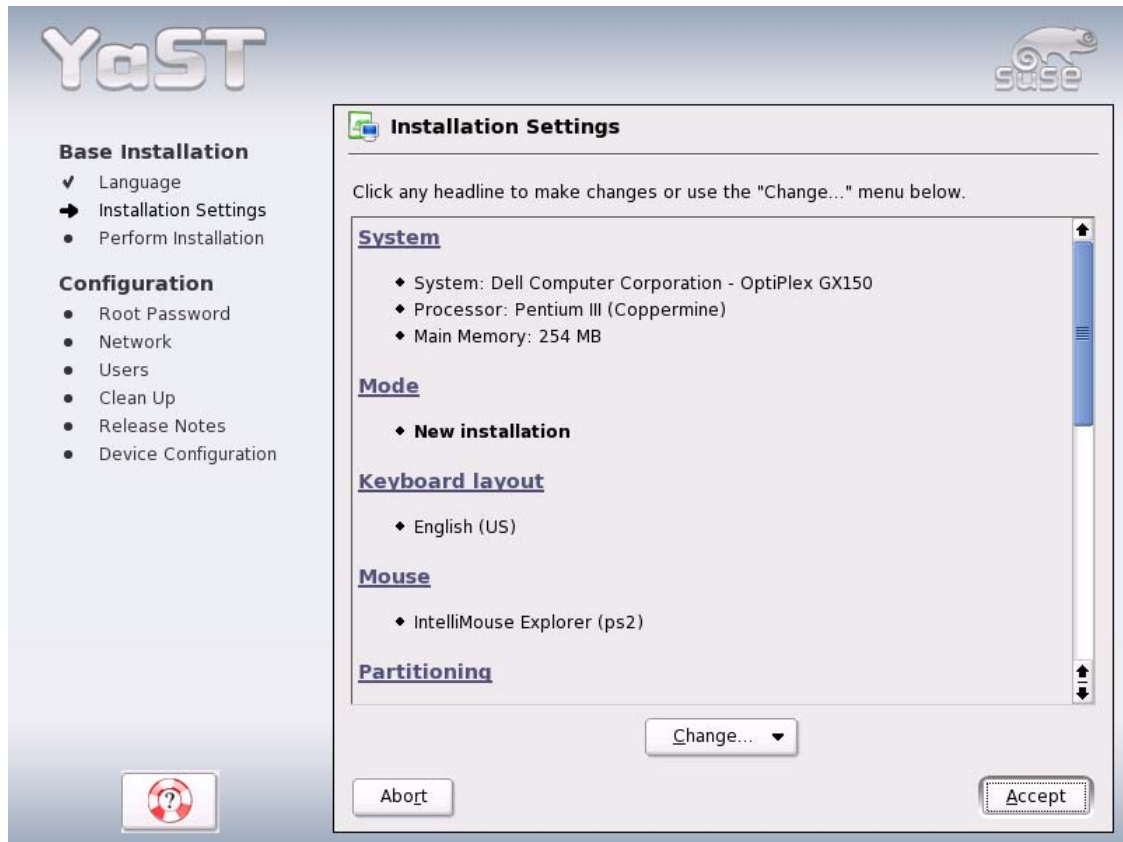 YaST
SUSE
Base Installation
Language
Installation Settings
Perform Installation
Configuration
Root Password
Network
Users
Clean Up
Release Notes
Device Configuration
Installation Settings
Click any headline to make changes or use the "Change..." menu below.
System
System: Dell Computer Corporation - OptiPlex GX150
Processor: Pentium III (Coppermine)
Main Memory: 254 MB
Mode
New installation
Keyboard layout
English (US)
Mouse
IntelliMouse Explorer (ps2)
Partitioning
Change...
?
Abort
Accept